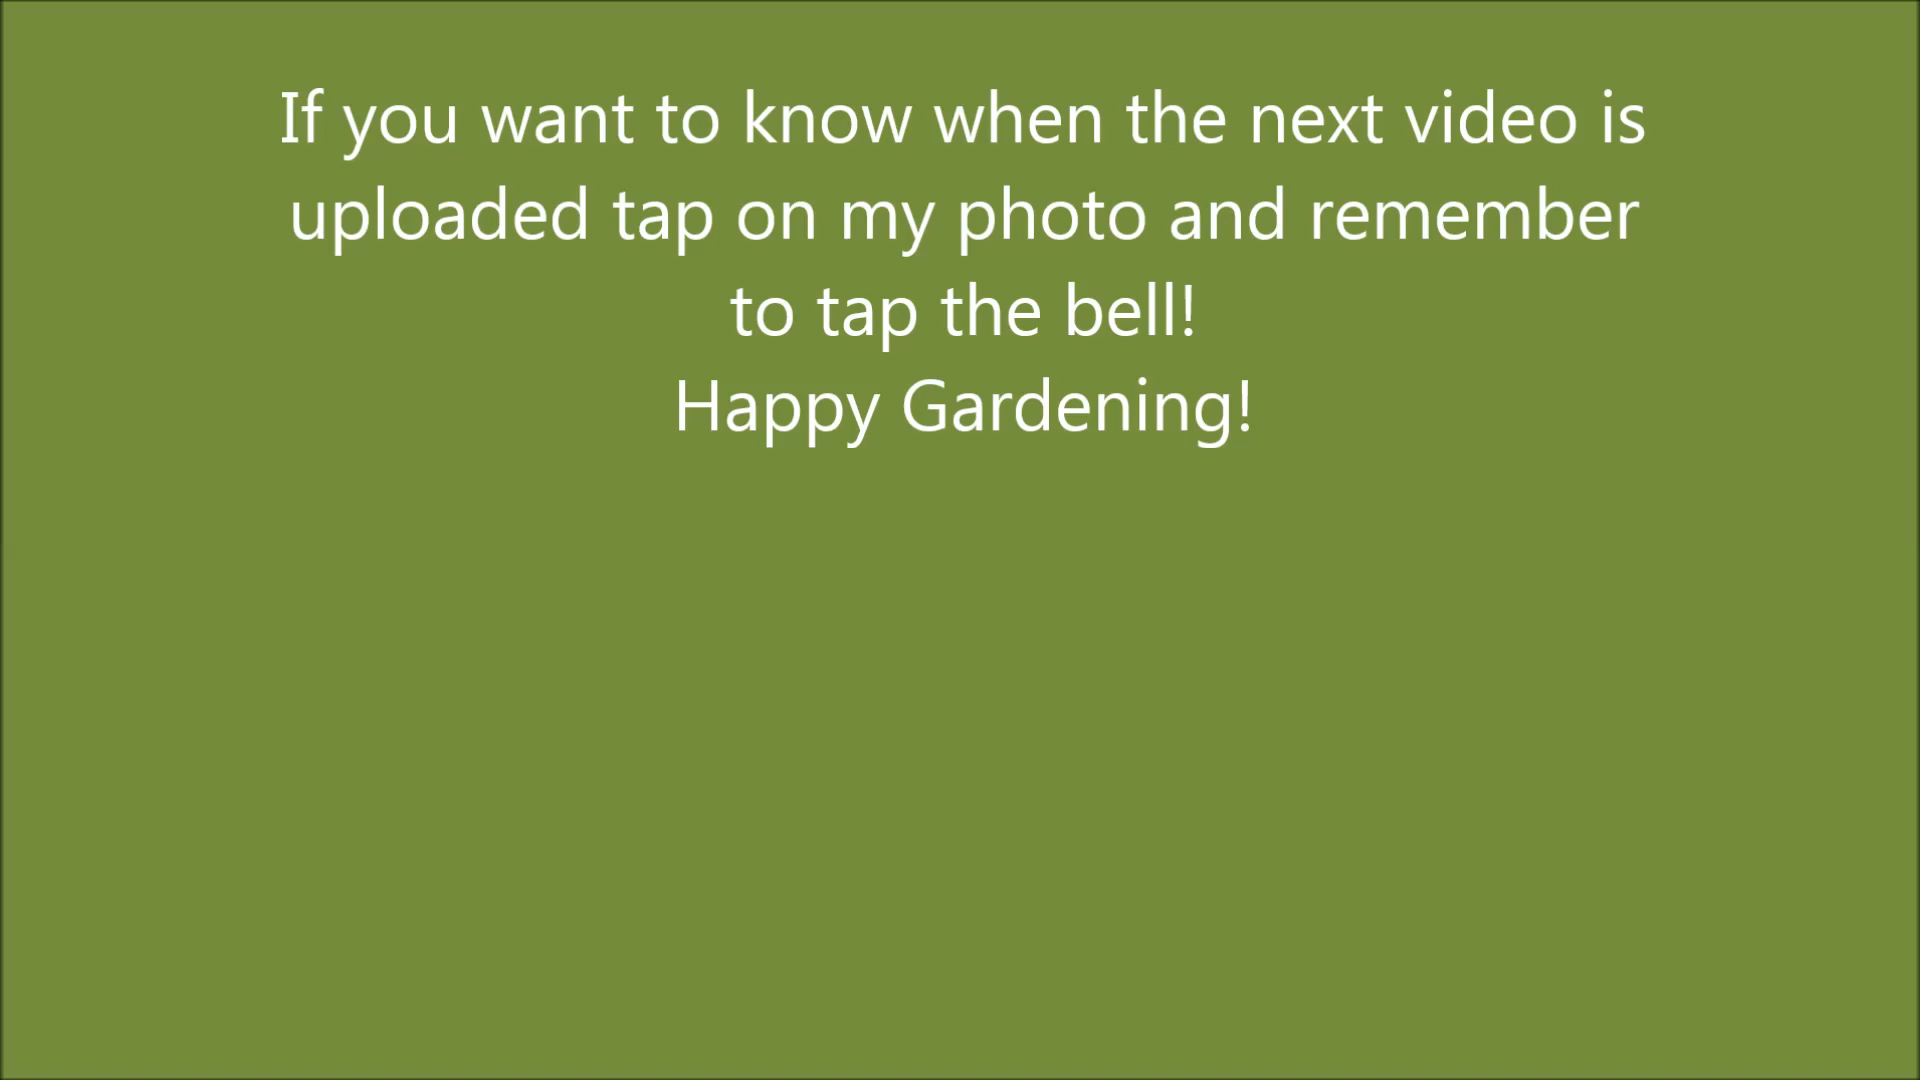 If you want to know when the next video is
uploaded tap on my photo and remember
to tap the bell!
Happy Gardening!